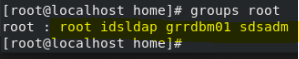 [root@localhost home]# groups root
root : root idsldap grrdbm01 sdsadm
[root@localhost home]#